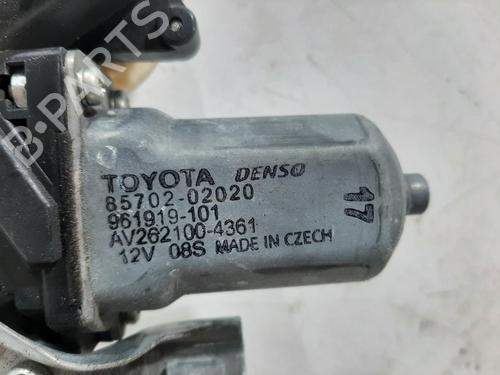 B-PARTS
TOYOTA DENSO
85702-02020
961919-101
AV262100-4361
12V 08S MADE IN CZECH
17